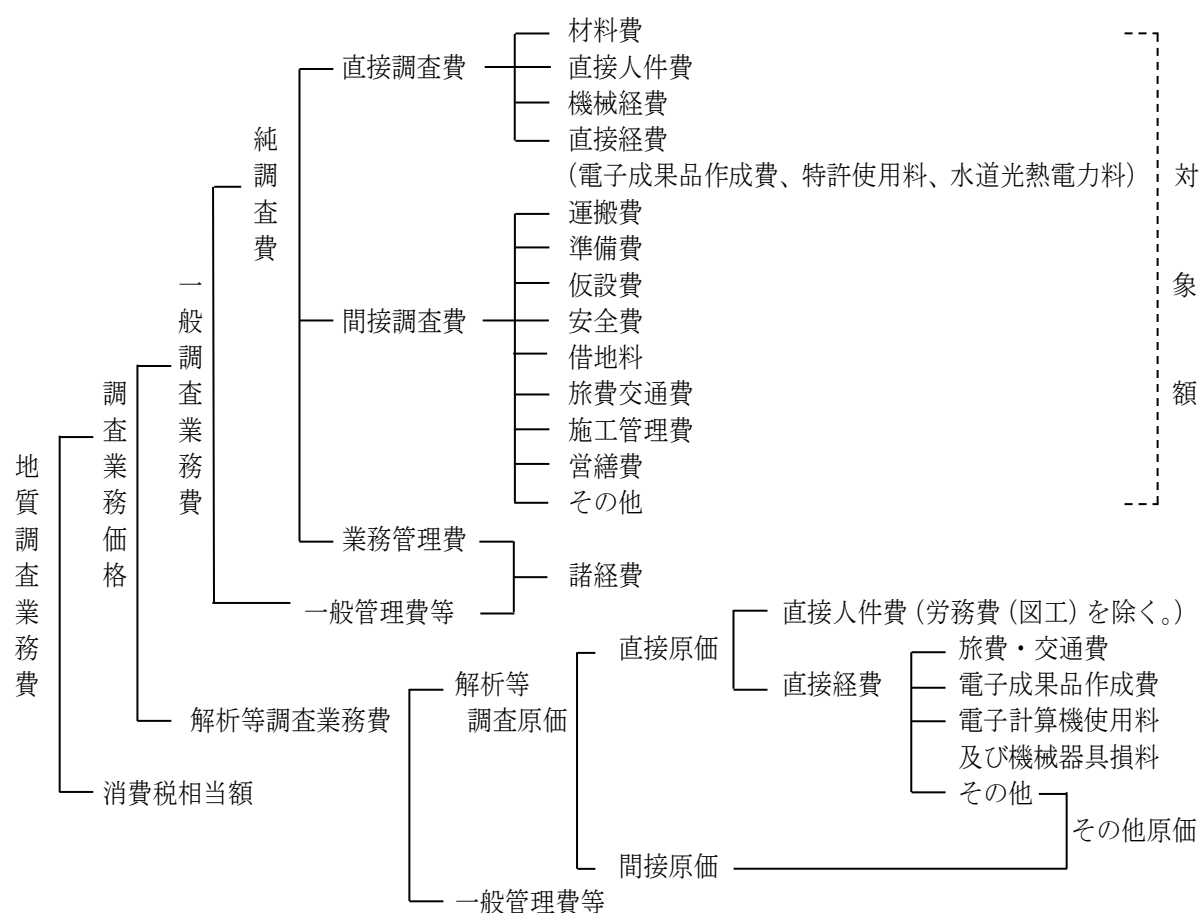 材料費
直接調査費
直接人件費
機械経費
直接経費
(電子成果品作成費、特許使用料、水道光熱電力料)
純調査費
運搬費
準備費
仮設費
間接調査費
安全費
借地料
旅費交通費
施工管理費
営繕費
その他
対象額
一般調査業務費
調査業務価格
地質調査業務費
業務管理費
諸経費
一般管理費等
直接人件費(労務費(図工)を除く。)
直接原価
旅費・交通費
解析等
直接経費
電子成果品作成費
解析等調査業務費
調査原価
電子計算機使用料
及び機械器具損料
消費税相当額
その他
その他原価
間接原価
一般管理費等